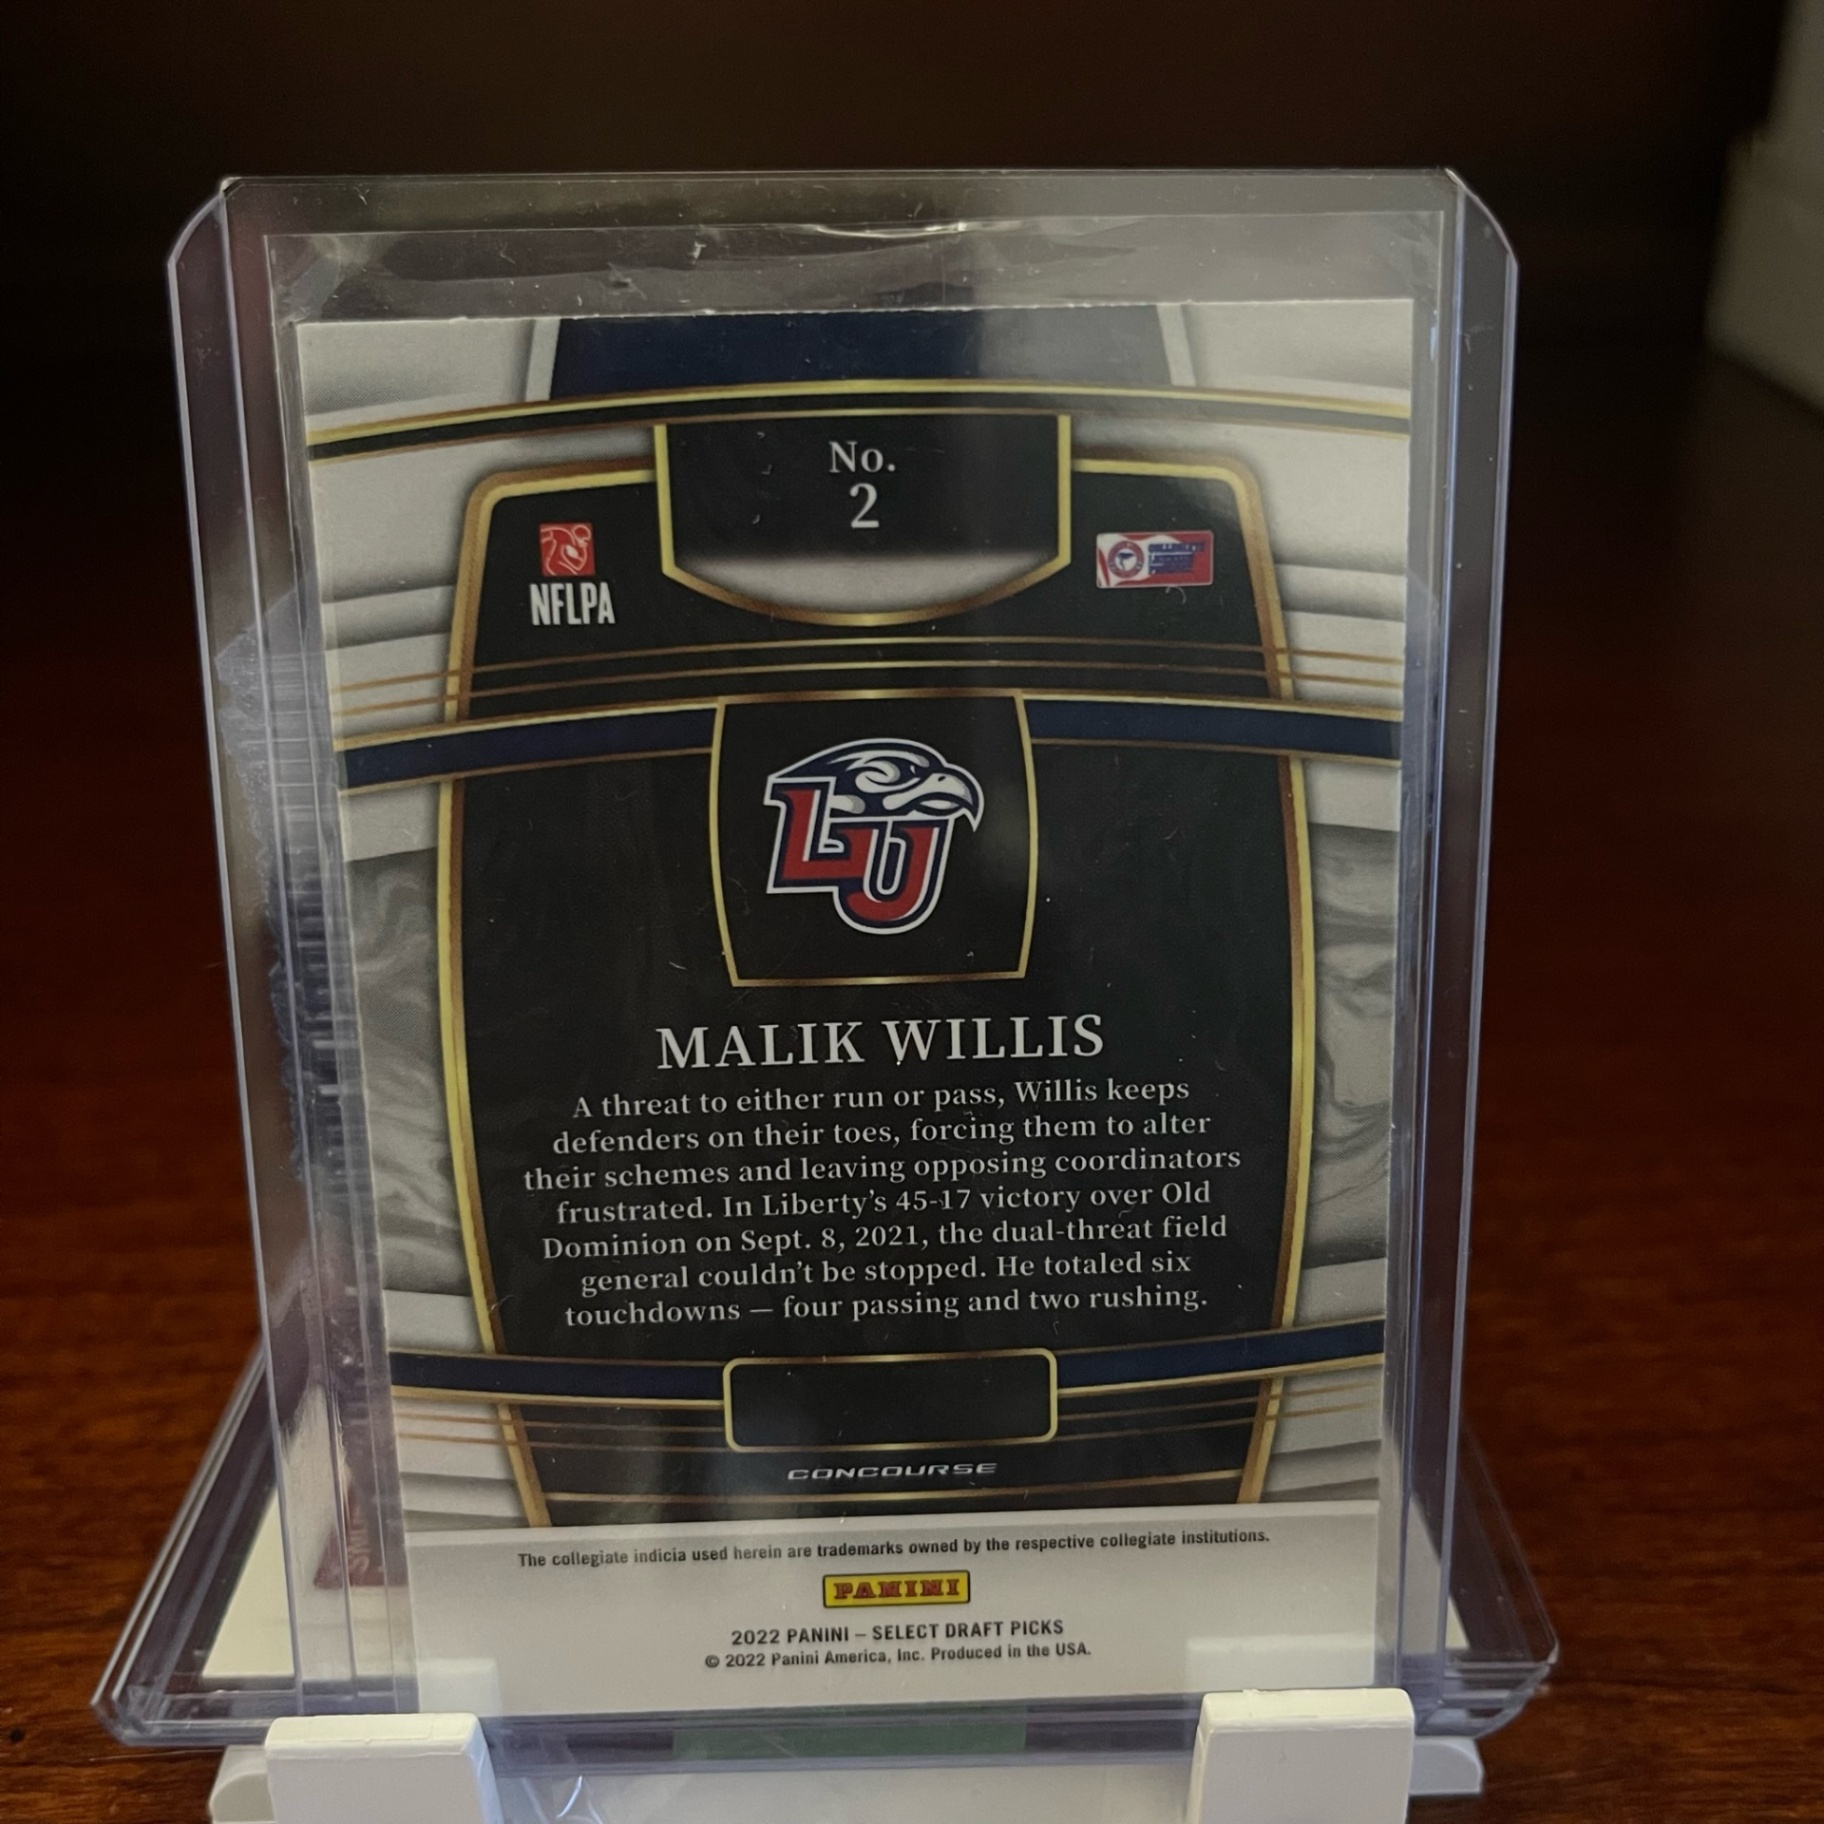 No.
2
NFLPA
LU
MALIK WILLIS
A threat to either run or pass, Willis keeps
defenders on their toes, forcing them to alter
their schemes and leaving opposing coordinators
frustrated. In Liberty’s 45-17 victory over Old
Dominion on Sept. 8, 2021, the dual-threat field
general couldn’t be stopped. He totaled six
touchdowns — four passing and two rushing.
CONCOURSE
The collegiate indicia used herein are trademarks owned by the respective collegiate institutions.
PANINI
2022 PANINI – SELECT DRAFT PICKS
© 2022 Panini America, Inc. Produced in the USA.